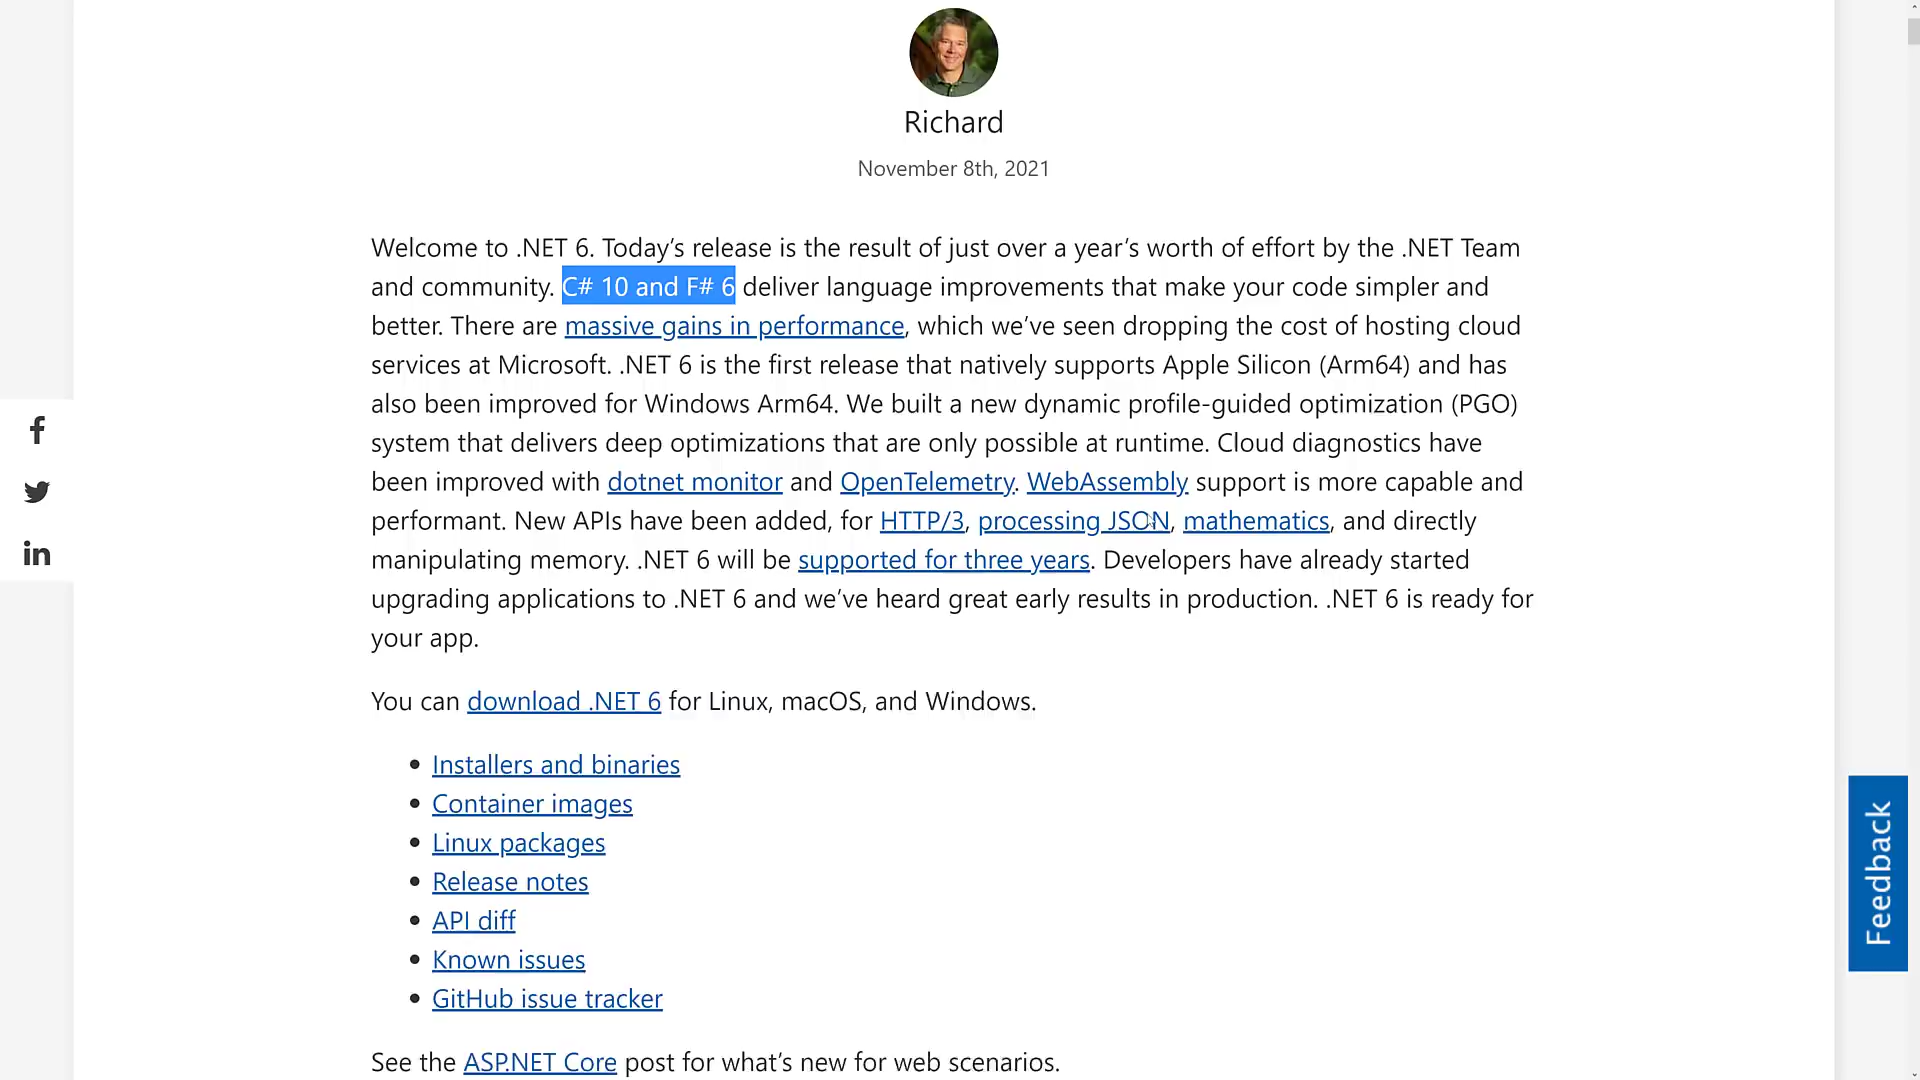 Richard
November 8th, 2021
Welcome to .NET 6. Today’s release is the result of just over a year’s worth of effort by the .NET Team
and community. C# 10 and F# 6 deliver language improvements that make your code simpler and
better. There are massive gains in performance, which we’ve seen dropping the cost of hosting cloud
services at Microsoft. .NET 6 is the first release that natively supports Apple Silicon (Arm64) and has
also been improved for Windows Arm64. We built a new dynamic profile-guided optimization (PGO)
system that delivers deep optimizations that are only possible at runtime. Cloud diagnostics have
been improved with dotnet monitor and OpenTelemetry. WebAssembly support is more capable and
performant. New APIs have been added, for HTTP/3, processing JSON, mathematics, and directly
manipulating memory. .NET 6 will be supported for three years. Developers have already started
upgrading applications to .NET 6 and we’ve heard great early results in production. .NET 6 is ready for
your app.
You can download .NET 6 for Linux, macOS, and Windows.
• Installers and binaries
• Container images
• Linux packages
• Release notes
• API diff
• Known issues
• GitHub issue tracker
See the ASP.NET Core post for what’s new for web scenarios.
Feedback